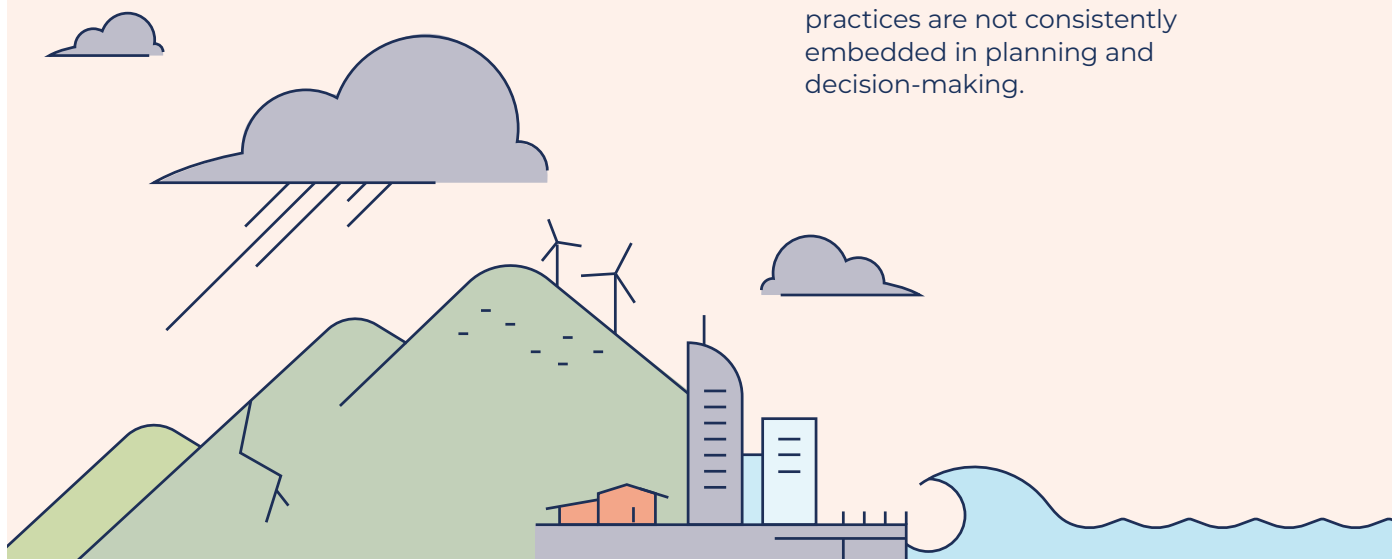 practices are not consistently
embedded in planning and
decision-making.